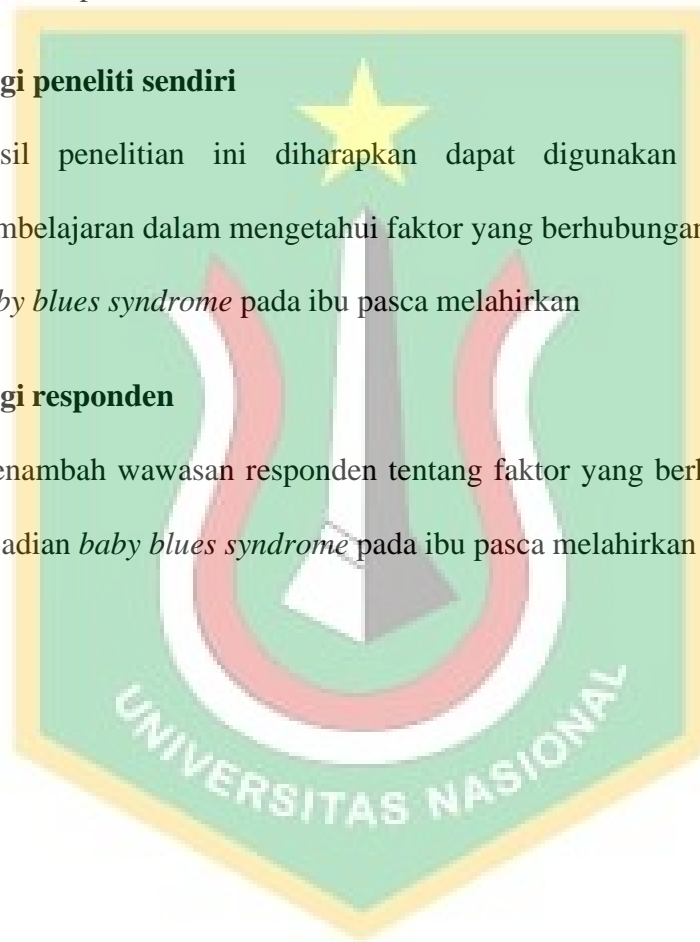 gi peneliti sendiri
sil penelitian ini diharapkan dapat digunakan
mbelajaran dalam mengetahui faktor yang berhubungan
by blues syndrome pada ibu pasca melahirkan
gi responden
enambah wawasan responden tentang faktor yang berl
adian baby blues syndrome pada ibu pasca melahirkan
UNIVERSITAS NASIONAL